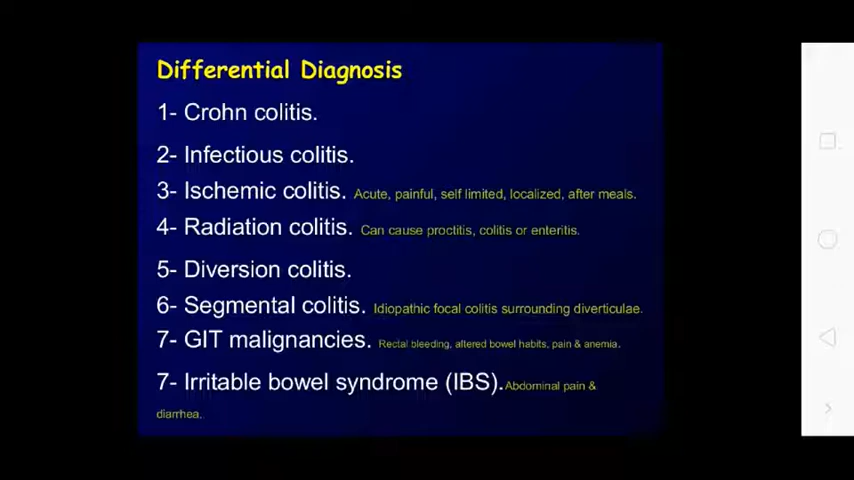 Differential Diagnosis
1- Crohn colitis.
2- Infectious colitis.
3- Ischemic colitis. Acute, painful, self limited, localized, after meals.
4- Radiation colitis. Can cause proctitis, colitis or enteritis.
5- Diversion colitis.
6- Segmental colitis. Idiopathic focal colitis surrounding diverticulae.
7- GIT malignancies. Rectal bleeding, altered bowel habits, pain & anemia.
7- Irritable bowel syndrome (IBS). Abdominal pain &
diarrhea.